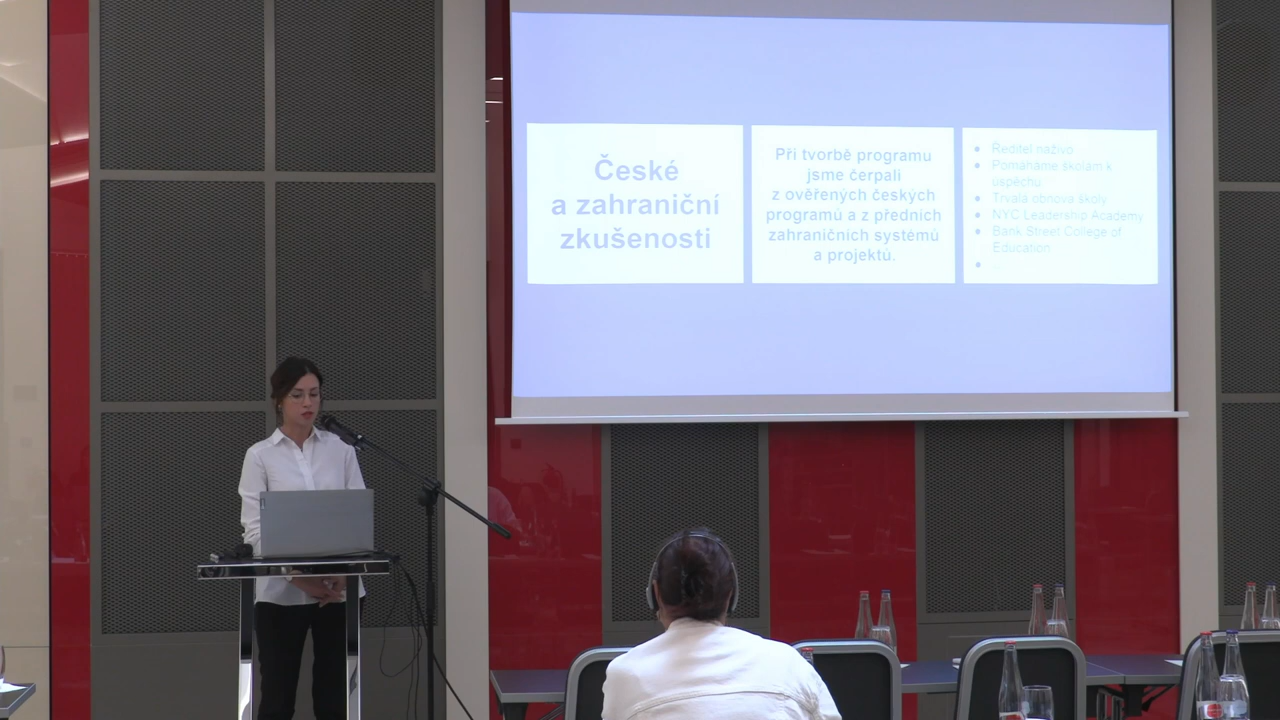 České
a zahraniční
zkušenosti
Při tvorbě programu
jsme čerpali
z ověřených českých
programů a z předních
zahraničních systémů
a projektů.
Ředitel naživo
Pomáháme školám k
úspěchu
Trvalá obnova školy
NYC Leadership Academy
Bank Street College of
Education